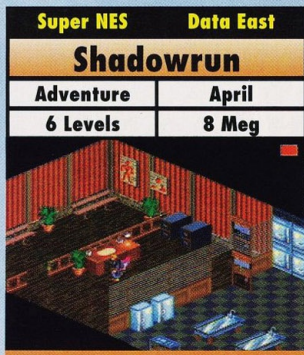 Super NES Data East
Shadowrun
Adventure April
6 Levels 8 Meg